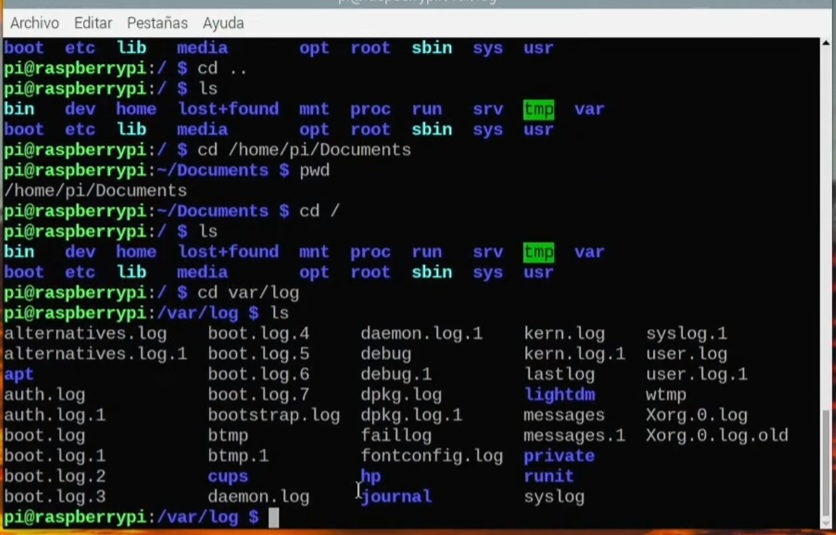 Archivo Editar Pestañas Ayuda
boot etc lib media opt root sbin sys usr
pi@raspberrypi:/ $ cd ..
pi@raspberrypi:/ $ ls
bin dev home lost+found mnt proc run srv tmp var
boot etc lib media opt root sbin sys usr
pi@raspberrypi:/ $ cd /home/pi/Documents
pi@raspberrypi:~/Documents $ pwd
/home/pi/Documents
pi@raspberrypi:~/Documents $ cd /
pi@raspberrypi:/ $ ls
bin dev home lost+found mnt proc run srv tmp var
boot etc lib media opt root sbin sys usr
pi@raspberrypi:/ $ cd var/log
pi@raspberrypi:/var/log $ ls
alternatives.log boot.log.4 daemon.log.1 kern.log syslog.1
alternatives.log.1 boot.log.5 debug kern.log.1 user.log
apt boot.log.6 debug.1 lastlog user.log.1
auth.log boot.log.7 dpkg.log lightdm wtmp
auth.log.1 bootstrap.log dpkg.log.1 messages Xorg.0.log
boot.log btmp faillog messages.1 Xorg.0.log.old
boot.log.1 btmp.1 fontconfig.log private
boot.log.2 cups hp runit
boot.log.3 daemon.log journal syslog
pi@raspberrypi:/var/log $